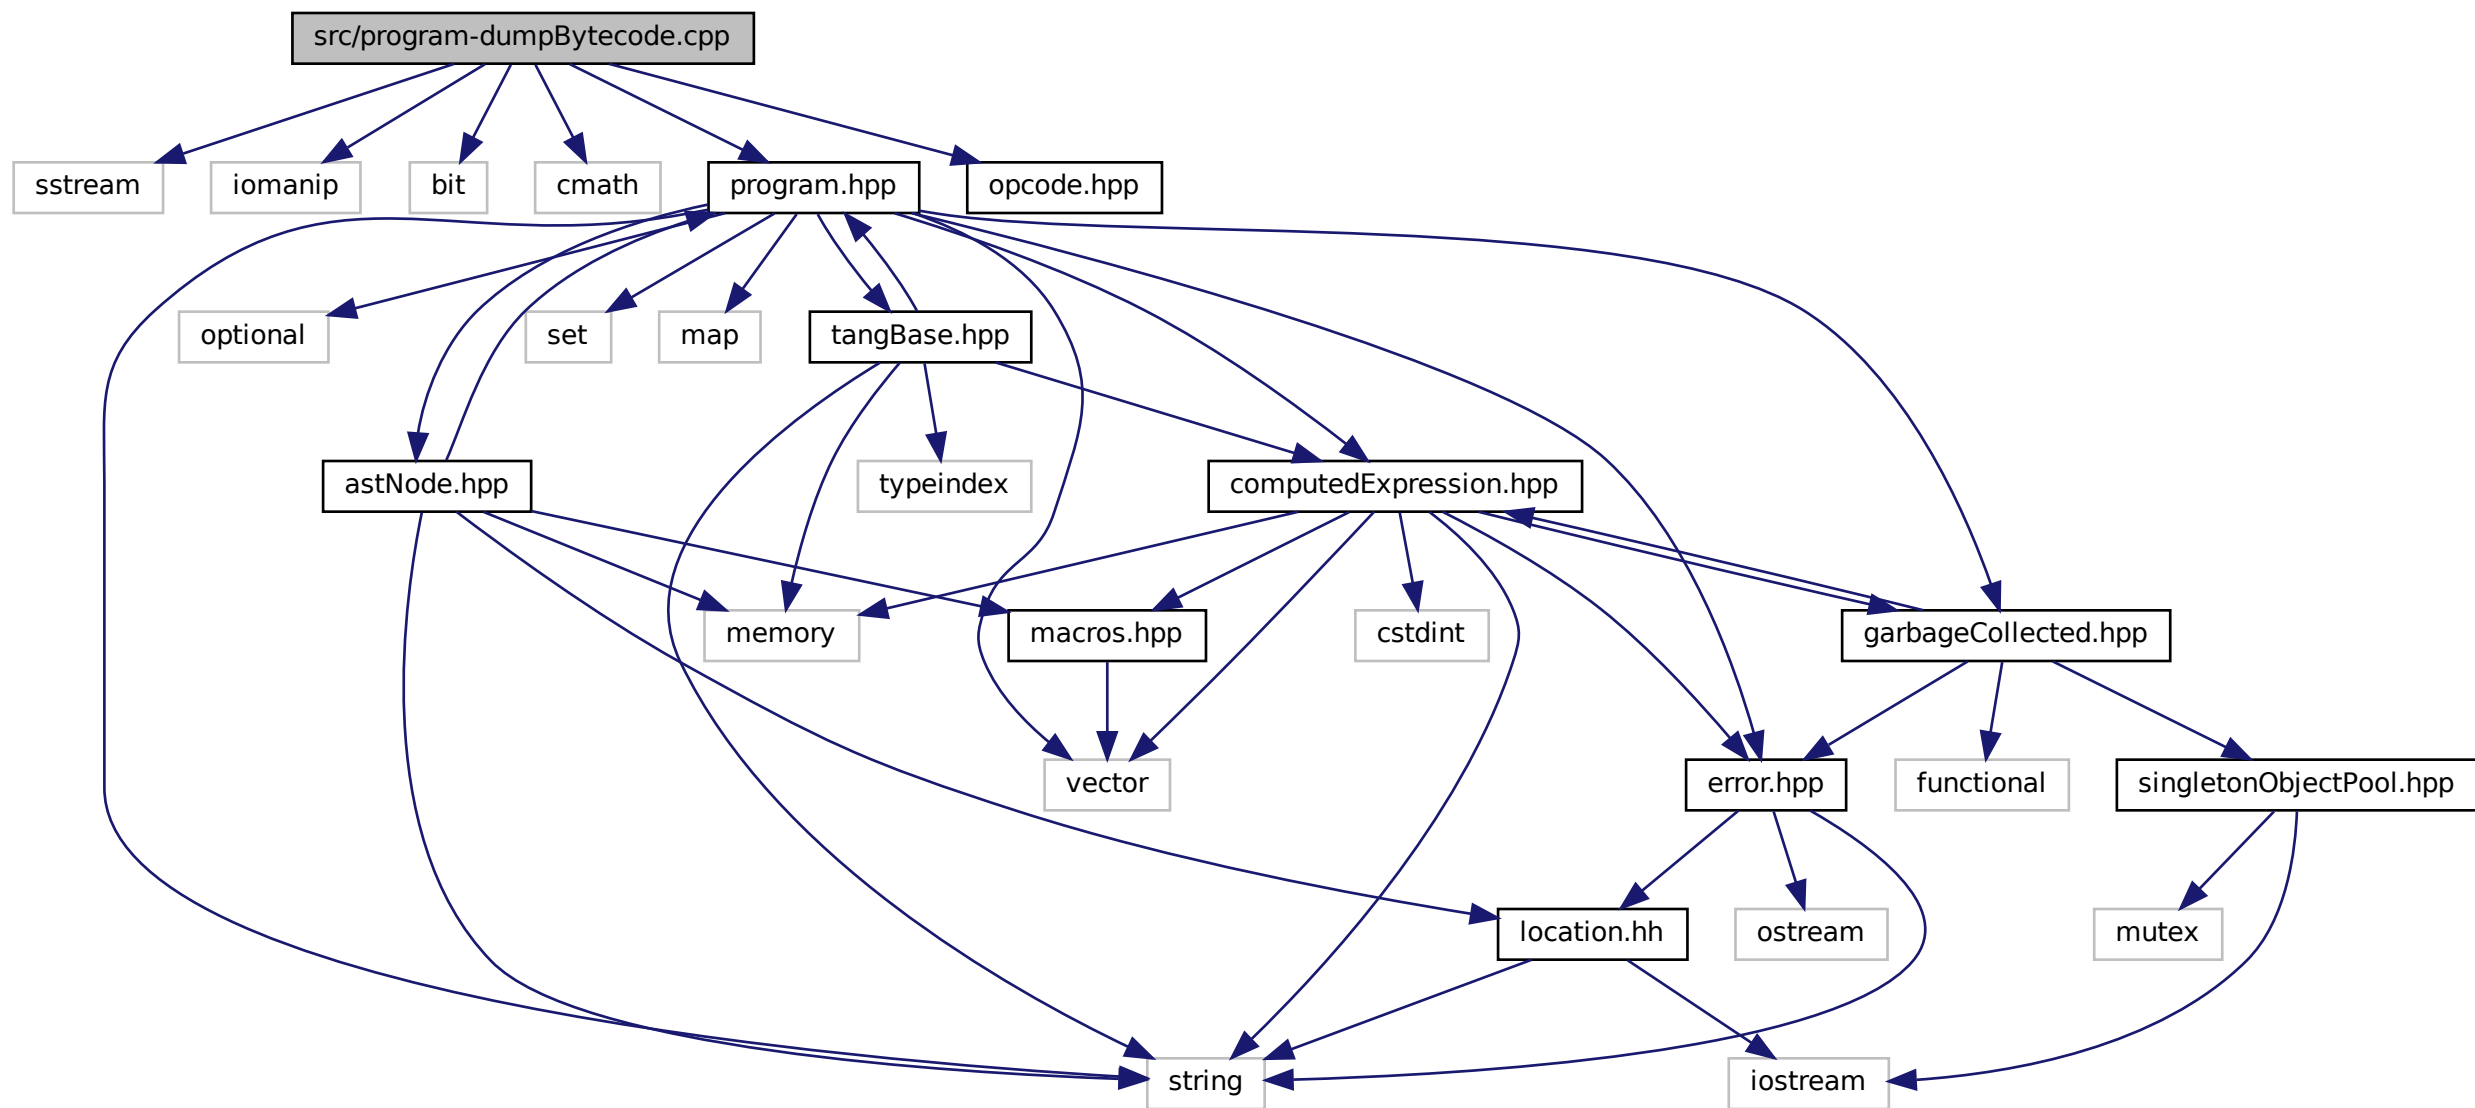 src/program-dumpBytecode.cpp
sstream
iomanip
bit
cmath
program.hpp
opcode.hpp
optional
set
map
tangBase.hpp
astNode.hpp
typeindex
computedExpression.hpp
memory
macros.hpp
cstdint
garbageCollected.hpp
vector
error.hpp
functional
singletonObjectPool.hpp
location.hh
ostream
mutex
string
iostream